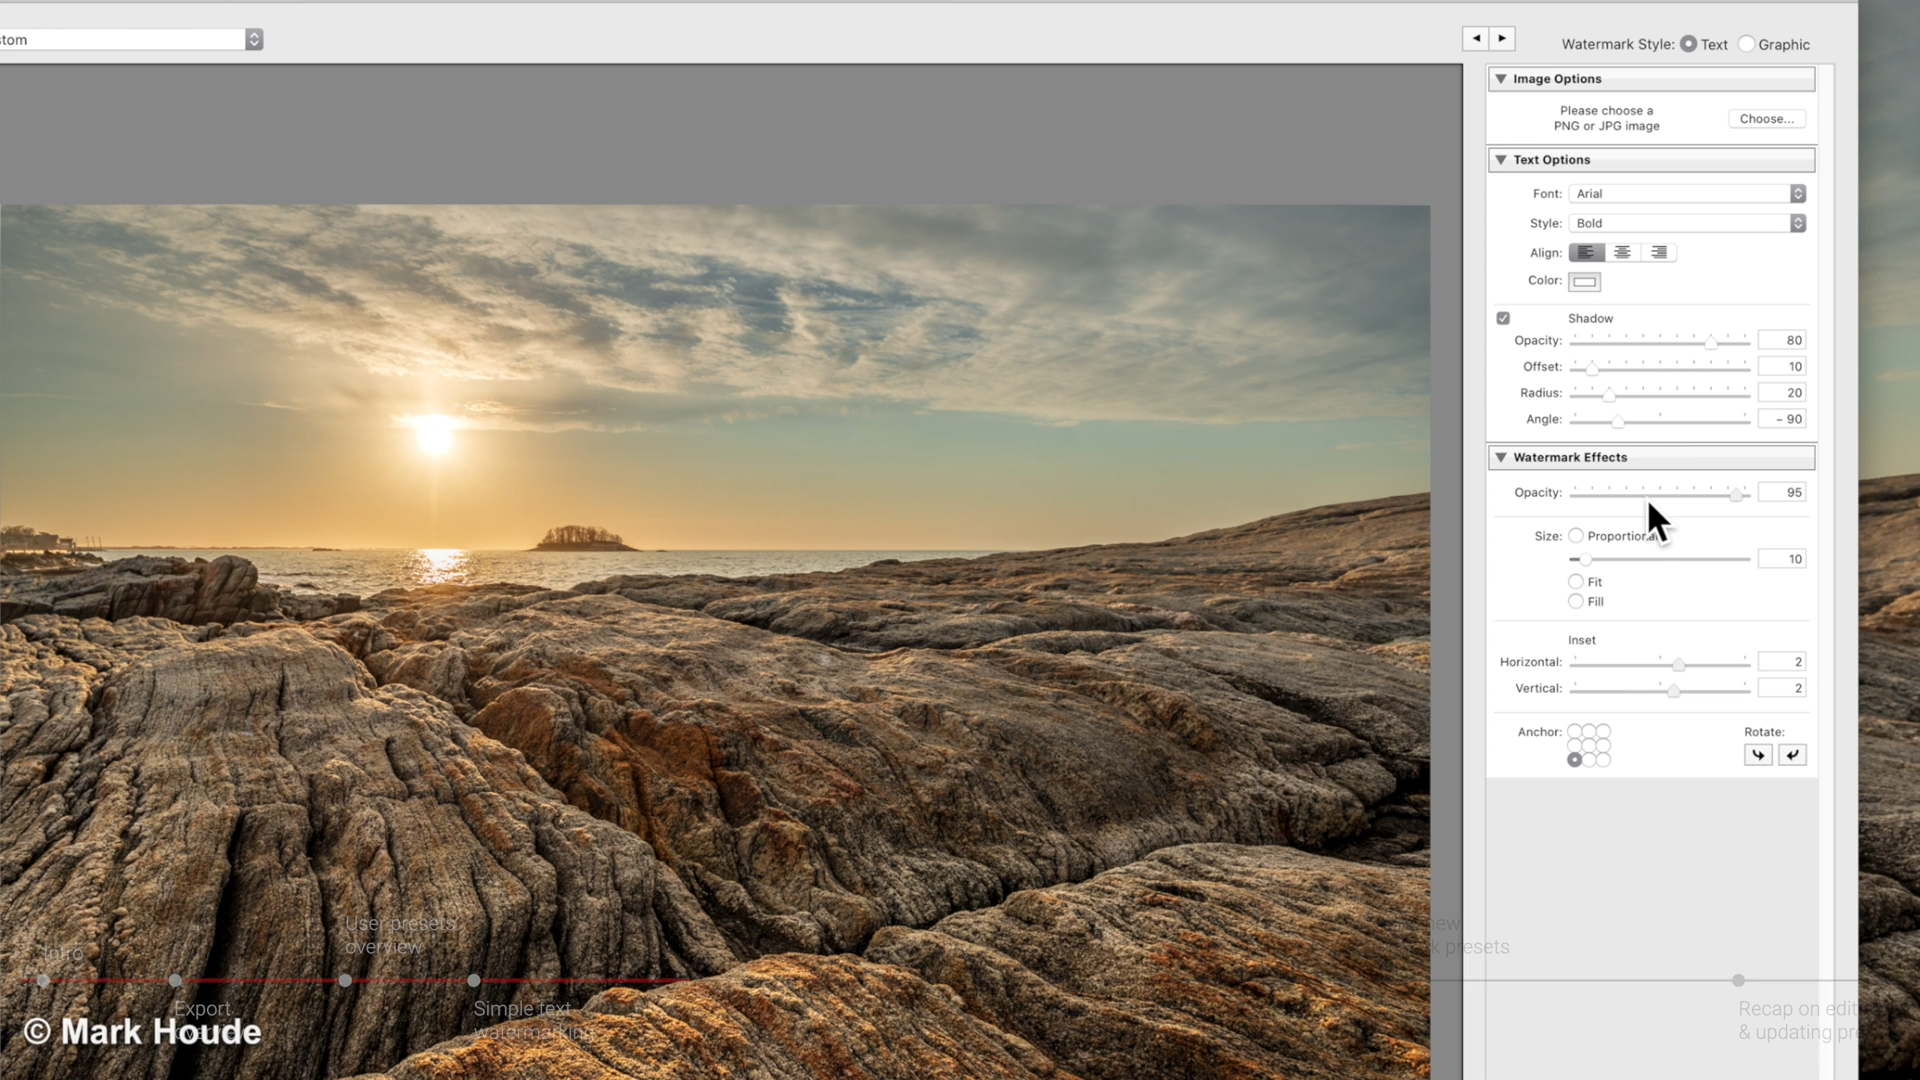 stom
Watermark Style: Text Graphic
Image Options
Please choose a
PNG or JPG image
Choose...
Text Options
Font: Arial
Style: Bold
Align:
Color:
Shadow
Opacity: 80
Offset: 10
Radius: 20
Angle: - 90
Watermark Effects
Opacity: 95
Size: Proportional
10
Fit
Fill
Inset
Horizontal: 2
Vertical: 2
Anchor: Rotate:
Intro
User presets
overview
presets
Export
Simple text
watermarking
Recap on edit
& updating pre
© Mark Houde